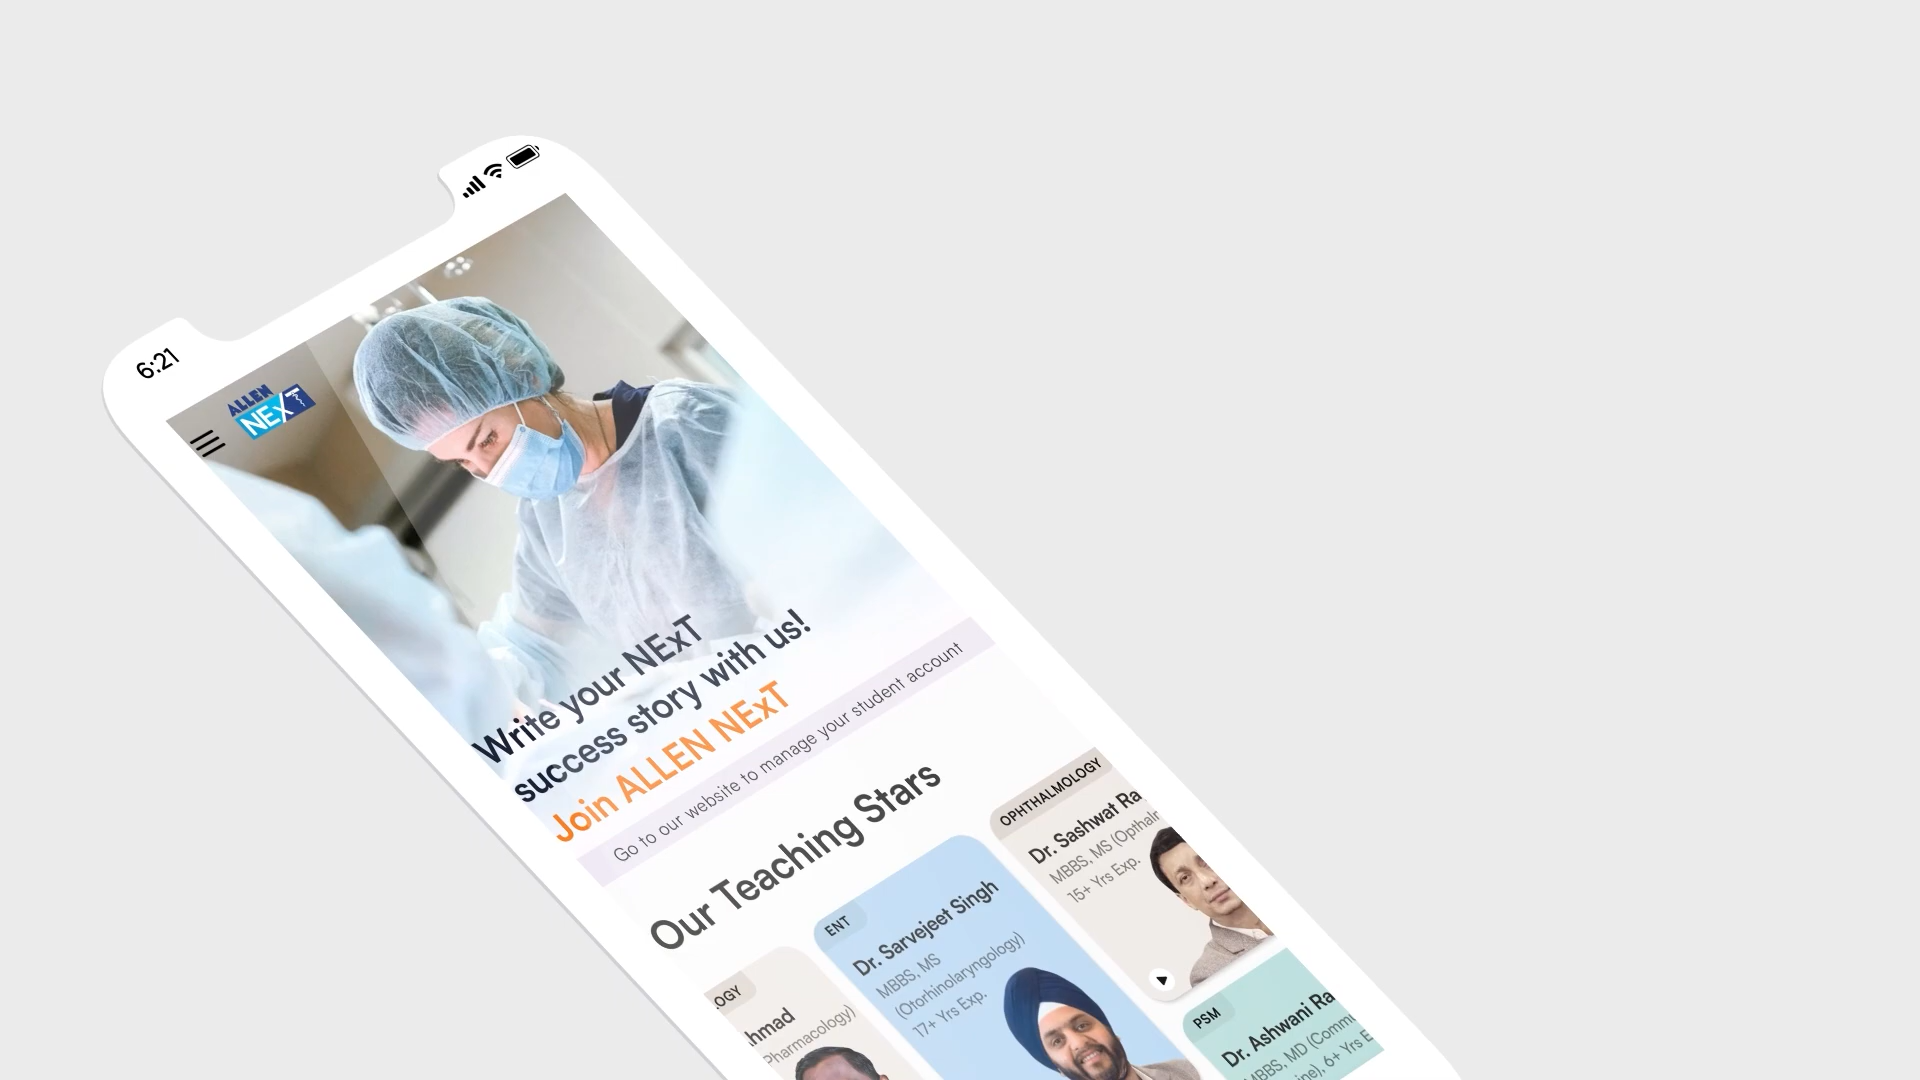 6:21
ALLEN
NExT
Write your NExT
success story with us!
Join ALLEN NExT
Go to our website to manage your student account
Our Teaching Stars
OGY
hmad
Pharmacology)
ENT
Dr. Sarvejeet Singh
MBBS, MS
(Otorhinolaryngology)
17+ Yrs Exp.
OPHTHALMOLOGY
Dr. Sashwat Ra
MBBS, MS (Opthalm
15+ Yrs Exp.
PSM
Dr. Ashwani Ra
MBBS, MD (Comm
ine), 6+ Yrs E